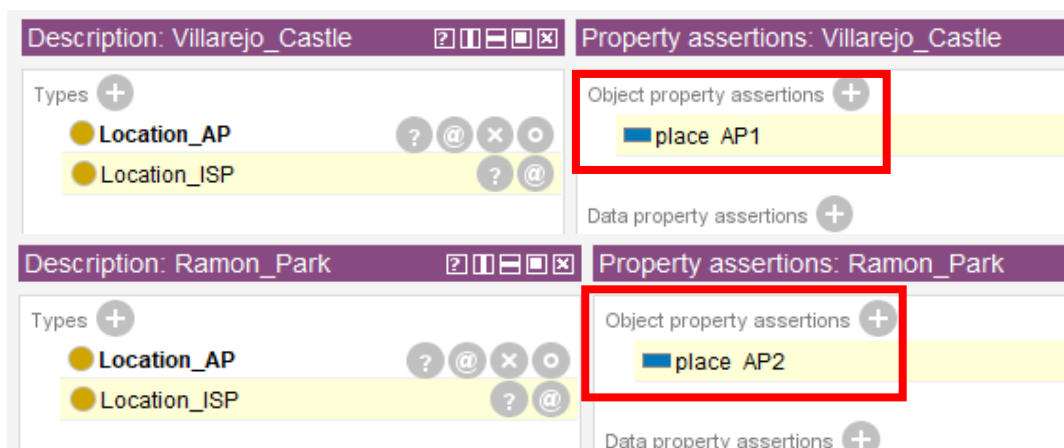 Description: Villarejo_Castle
Property assertions: Villarejo_Castle
Types
Location_AP
Location_ISP
Object property assertions
place AP1
Data property assertions
Description: Ramon_Park
Property assertions: Ramon_Park
Types
Location_AP
Location_ISP
Object property assertions
place AP2
Data property assertions